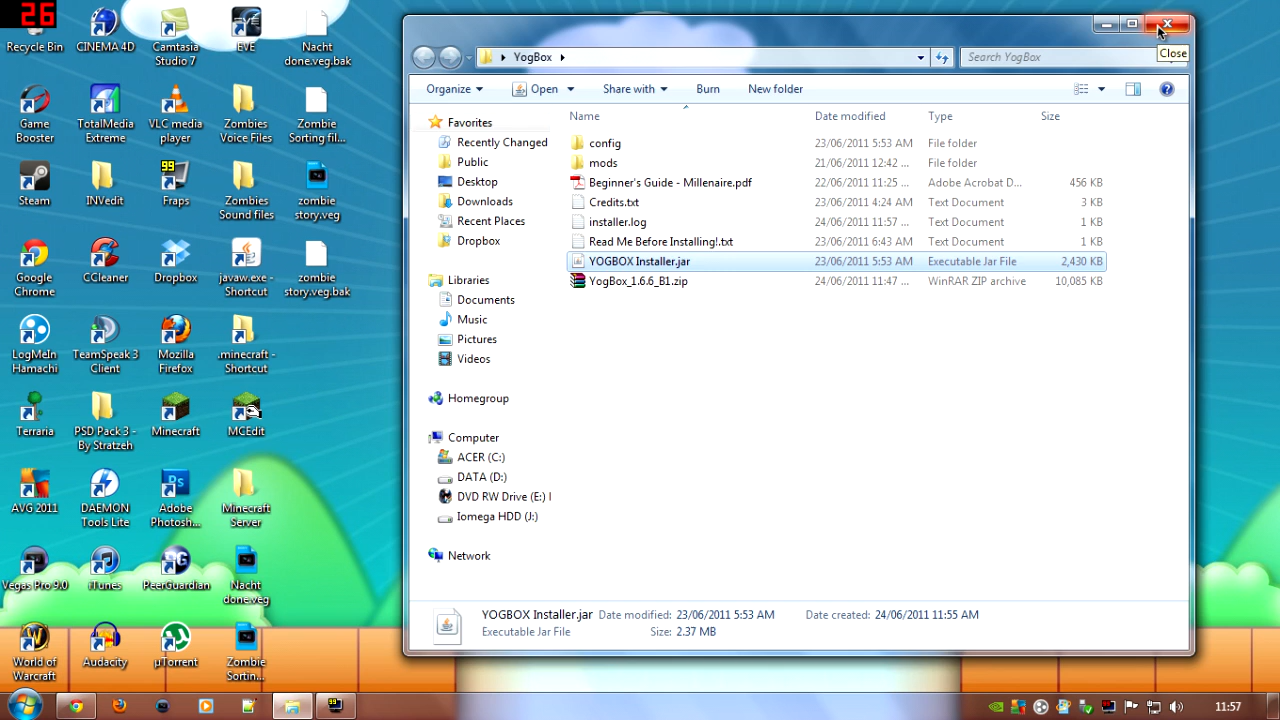 26
Recycle Bin
CINEMA 4D
Camtasia Studio 7
EVE
Nacht done.veg.bak
Game Booster
TotalMedia Extreme
VLC media player
Zombies Voice Files
Zombie Sorting fil...
Steam
INVedit
99
Fraps
Zombies Sound files
zombie story.veg
Google Chrome
CCleaner
Dropbox
javaw.exe - Shortcut
zombie story.veg.bak
LogMeIn Hamachi
TeamSpeak 3 Client
Mozilla Firefox
.minecraft - Shortcut
Terraria
PSD Pack 3 - By Stratzeh
Minecraft
MCEdit
AVG 2011
DAEMON Tools Lite
Adobe Photosh...
Minecraft Server
Vegas Pro 9.0
iTunes
PeerGuardian
Nacht done.veg
World of Warcraft
Audacity
µTorrent
Zombie Sortin...
YogBox
Search YogBox
Close
Organize
Open
Share with
Burn
New folder
Name
Date modified
Type
Size
Favorites
Recently Changed
Public
Desktop
Downloads
Recent Places
Dropbox
Libraries
Documents
Music
Pictures
Videos
Homegroup
Computer
ACER (C:)
DATA (D:)
DVD RW Drive (E:) I
Iomega HDD (J:)
Network
config 23/06/2011 5:53 AM File folder
mods 21/06/2011 12:42 ... File folder
Beginner's Guide - Millenaire.pdf 22/06/2011 11:25 ... Adobe Acrobat D... 456 KB
Credits.txt 23/06/2011 4:24 AM Text Document 3 KB
installer.log 24/06/2011 11:57 ... Text Document 1 KB
Read Me Before Installing!.txt 23/06/2011 6:43 AM Text Document 1 KB
YOGBOX Installer.jar 23/06/2011 5:53 AM Executable Jar File 2,430 KB
YogBox_1.6.6_B1.zip 24/06/2011 11:47 ... WinRAR ZIP archive 10,085 KB
YOGBOX Installer.jar Date modified: 23/06/2011 5:53 AM Date created: 24/06/2011 11:55 AM
Executable Jar File Size: 2.37 MB
99
11:57